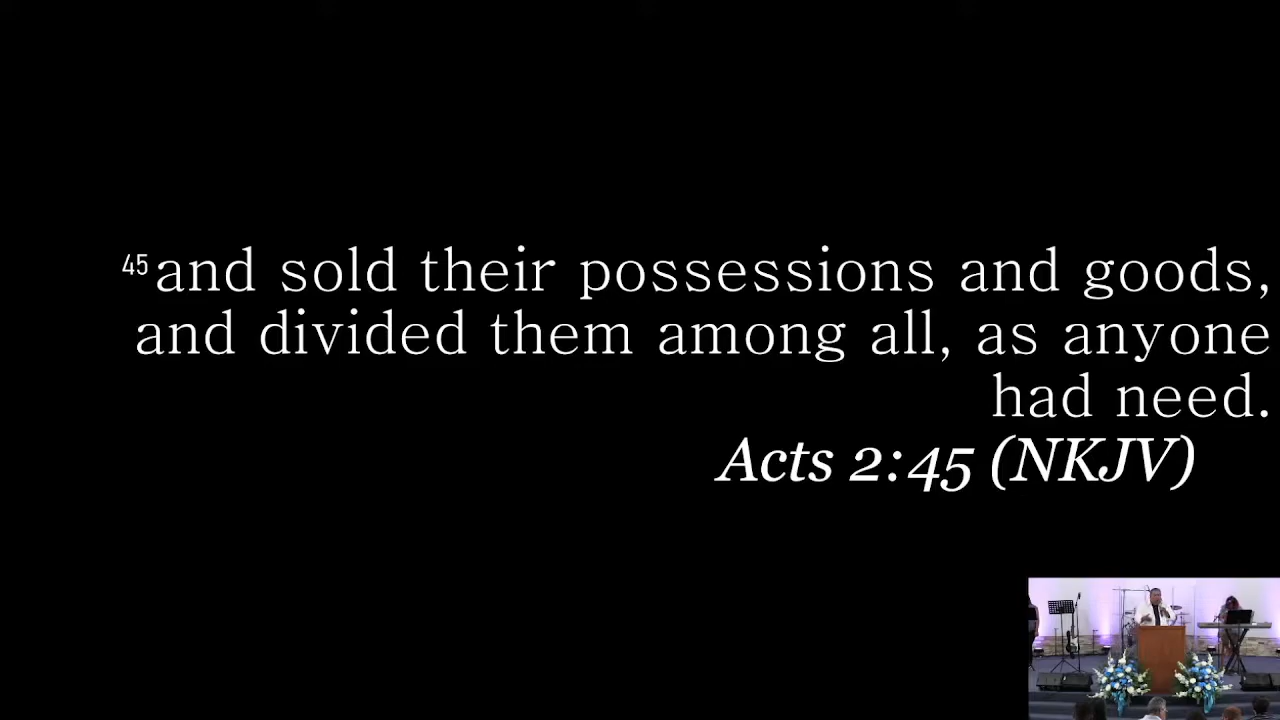 45and sold their possessions and goods,
and divided them among all, as anyone
had need.
Acts 2:45 (NKJV)